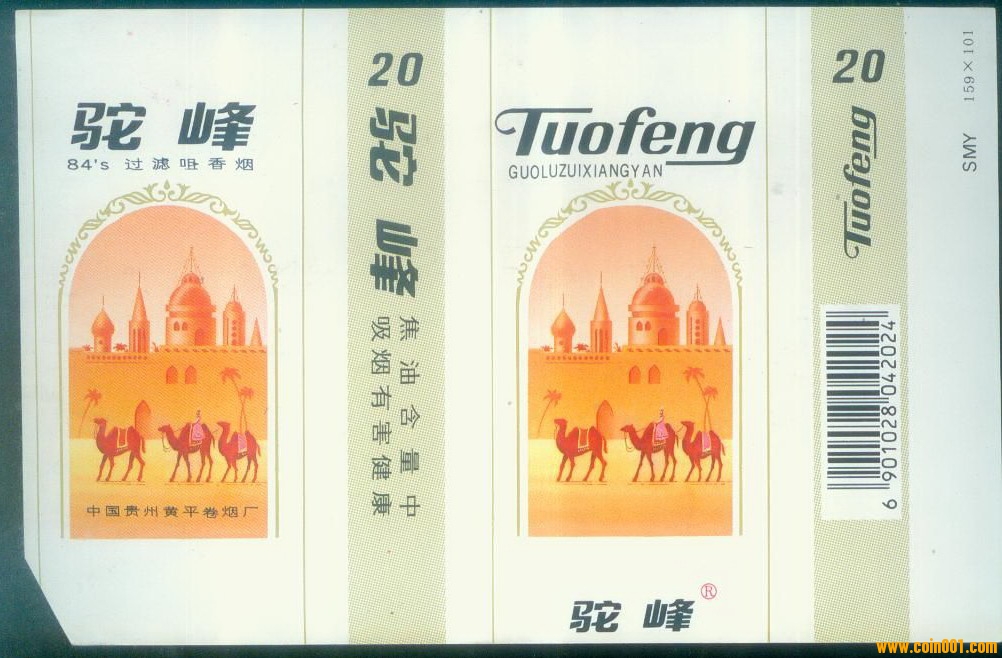 驼 峰
84's 过滤咀香烟
中国贵州黄平卷烟厂
20
驼 峰
焦油含量中
吸烟有害健康
Tuofeng
GUOLUZUIXIANGYAN
驼 峰®
20
Tuofeng
6 901028 042024
SMY 159×101
www.coin001.com